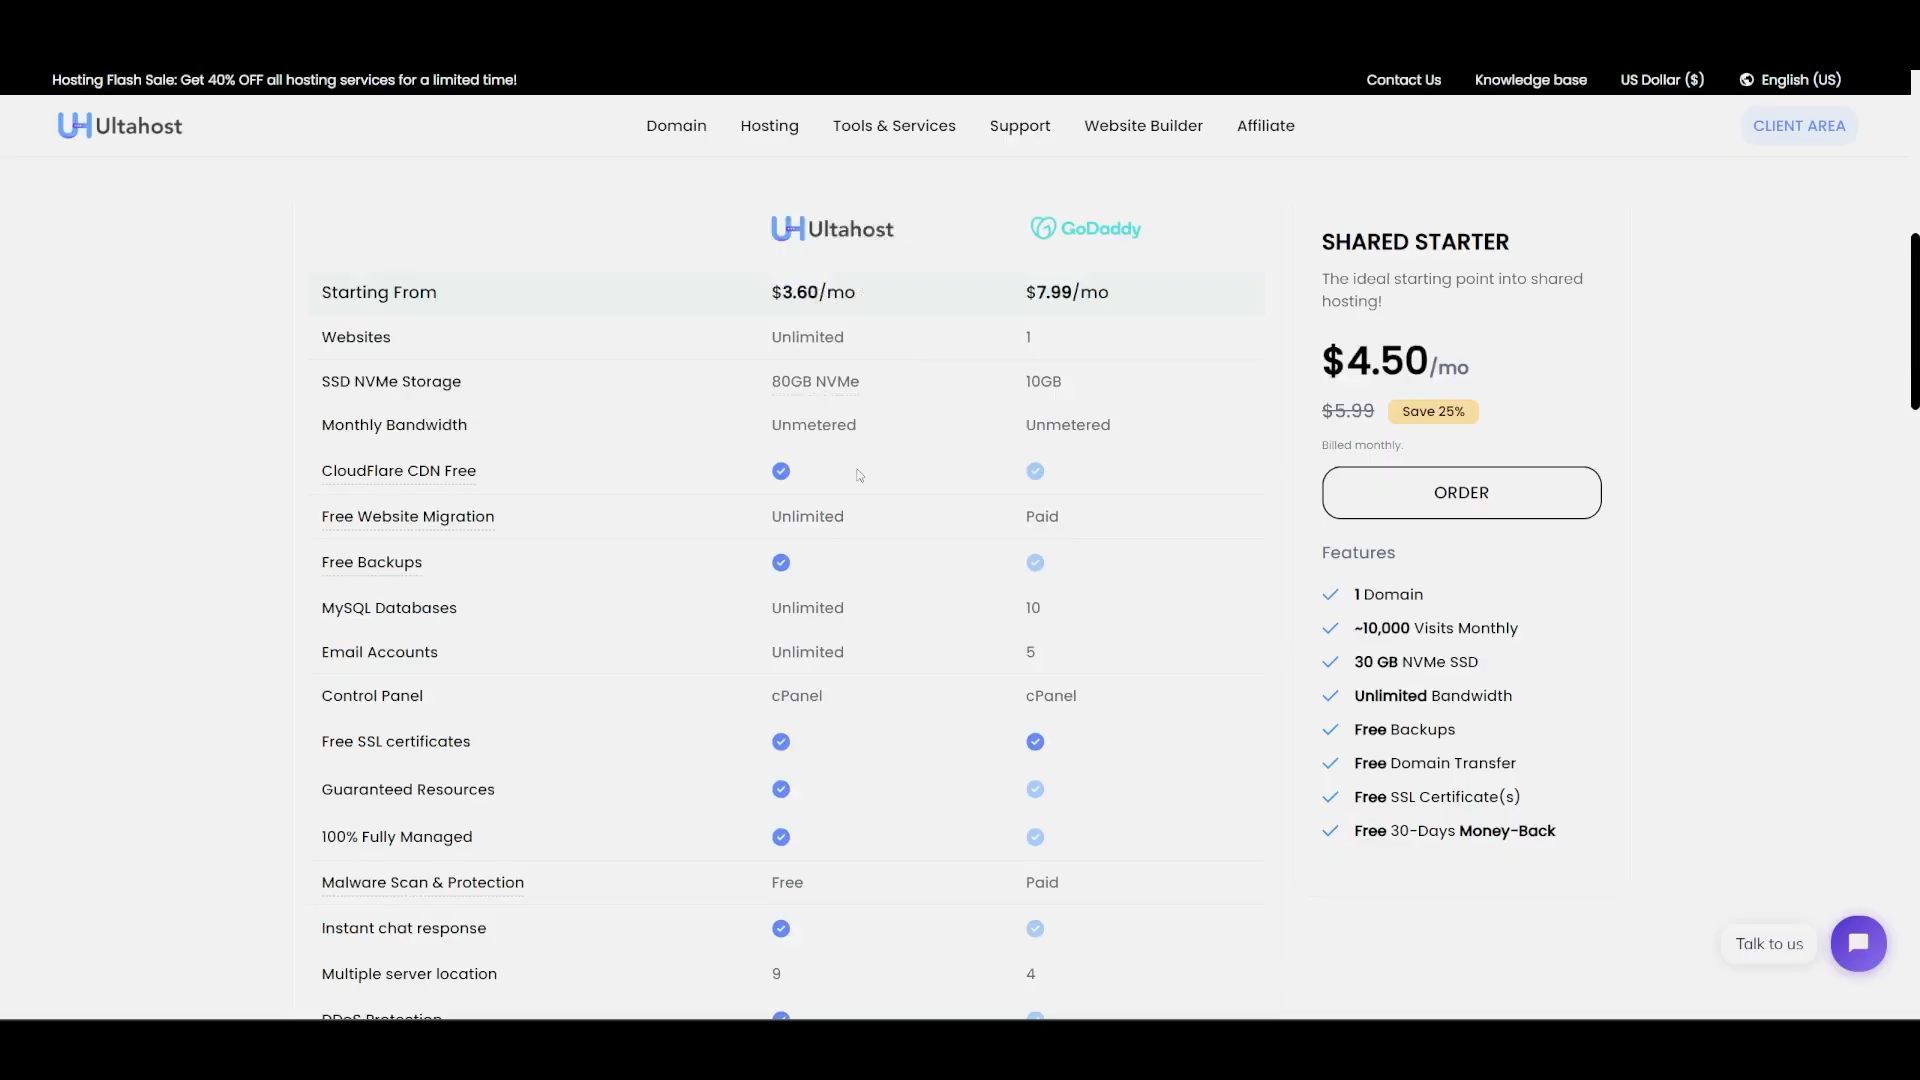 Hosting Flash Sale: Get 40% OFF all hosting services for a limited time!
Contact Us Knowledge base US Dollar ($) English (US)
Ultahost
Domain Hosting Tools & Services Support Website Builder Affiliate
CLIENT AREA
Ultahost GoDaddy
Starting From $3.60/mo $7.99/mo
Websites Unlimited 1
SSD NVMe Storage 80GB NVMe 10GB
Monthly Bandwidth Unmetered Unmetered
CloudFlare CDN Free
Free Website Migration Unlimited Paid
Free Backups
MySQL Databases Unlimited 10
Email Accounts Unlimited 5
Control Panel cPanel cPanel
Free SSL certificates
Guaranteed Resources
100% Fully Managed
Malware Scan & Protection Free Paid
Instant chat response
Multiple server location 9 4
DDoS Protection
SHARED STARTER
The ideal starting point into shared
hosting!
$4.50/mo
$5.99 Save 25%
Billed monthly.
ORDER
Features
1 Domain
~10,000 Visits Monthly
30 GB NVMe SSD
Unlimited Bandwidth
Free Backups
Free Domain Transfer
Free SSL Certificate(s)
Free 30-Days Money-Back
Talk to us